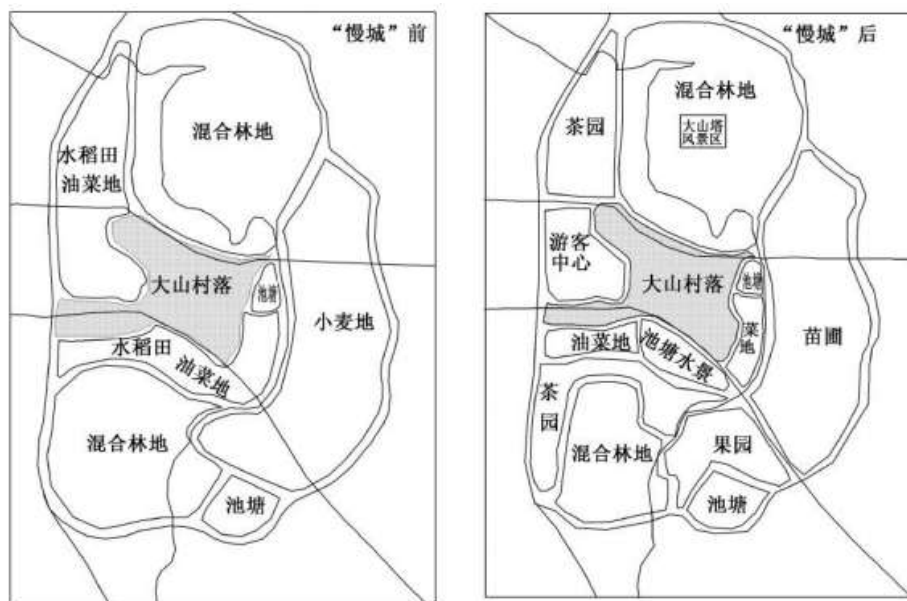 “慢城”前
混合林地
水稻田
油菜地
大山村落
池塘
小麦地
水稻田
油菜地
混合林地
池塘
“慢城”后
混合林地
大山塔
风景区
茶园
游客
中心
大山村落
池塘
菜
地
苗圃
油菜地
池塘水景
茶
园
混合林地
果园
池塘